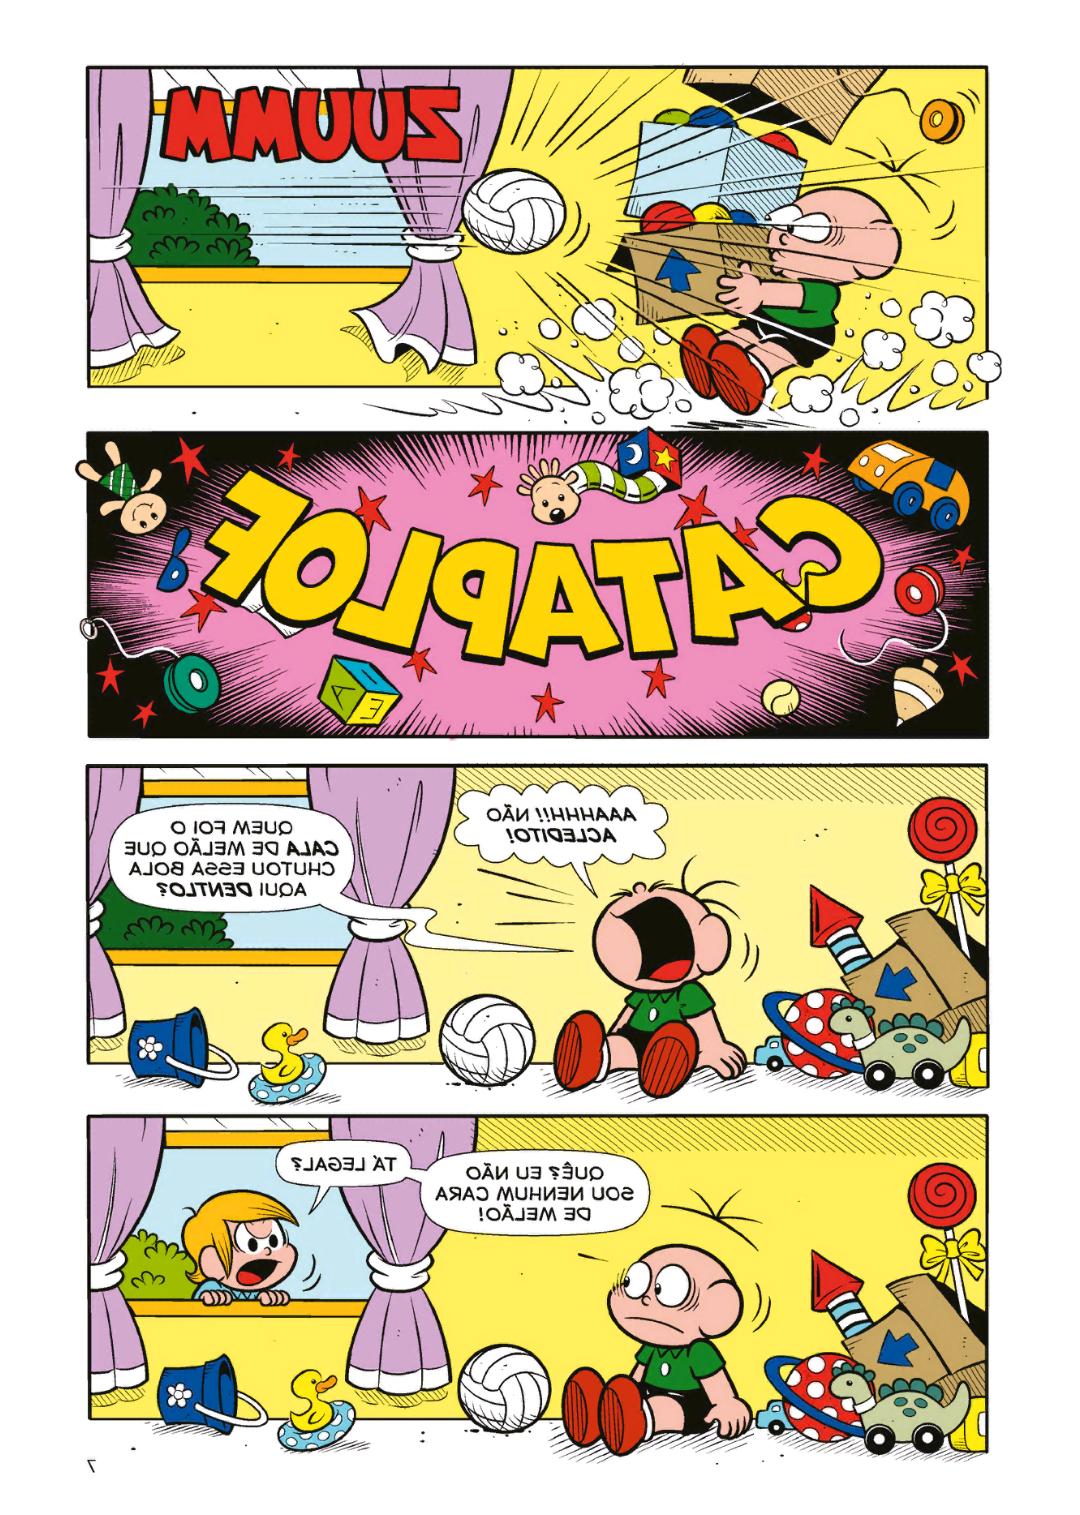 ZUUMM
CATAPLOF
A
E
AAAHHH!! NÃO
ACLEDITO!
QUEM FOI O
CALA DE MELÃO QUE
CHUTOU ESSA BOLA
AQUI DENTLO?
QUÊ? EU NÃO
SOU NENHUM CARA
DE MELÃO!
TÁ LEGAL?
7